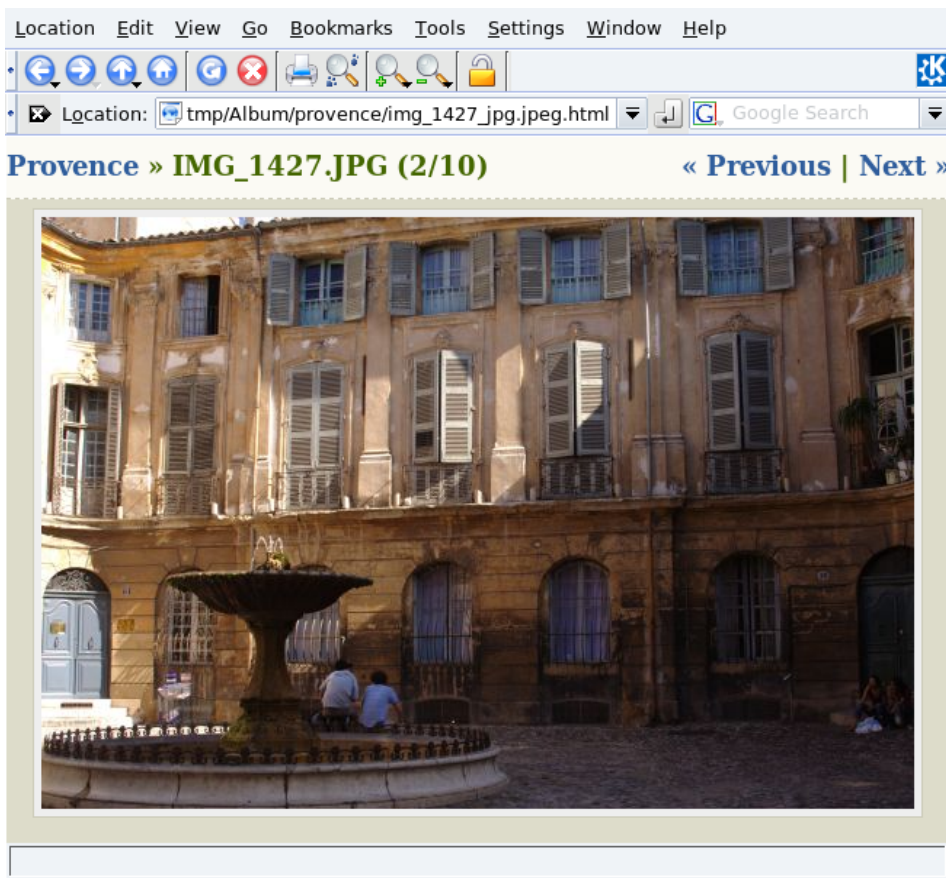 Location Edit View Go Bookmarks Tools Settings Window Help
Location: tmp/Album/provence/img_1427_jpg.jpeg.html G Google Search
Provence » IMG_1427.JPG (2/10) « Previous | Next »